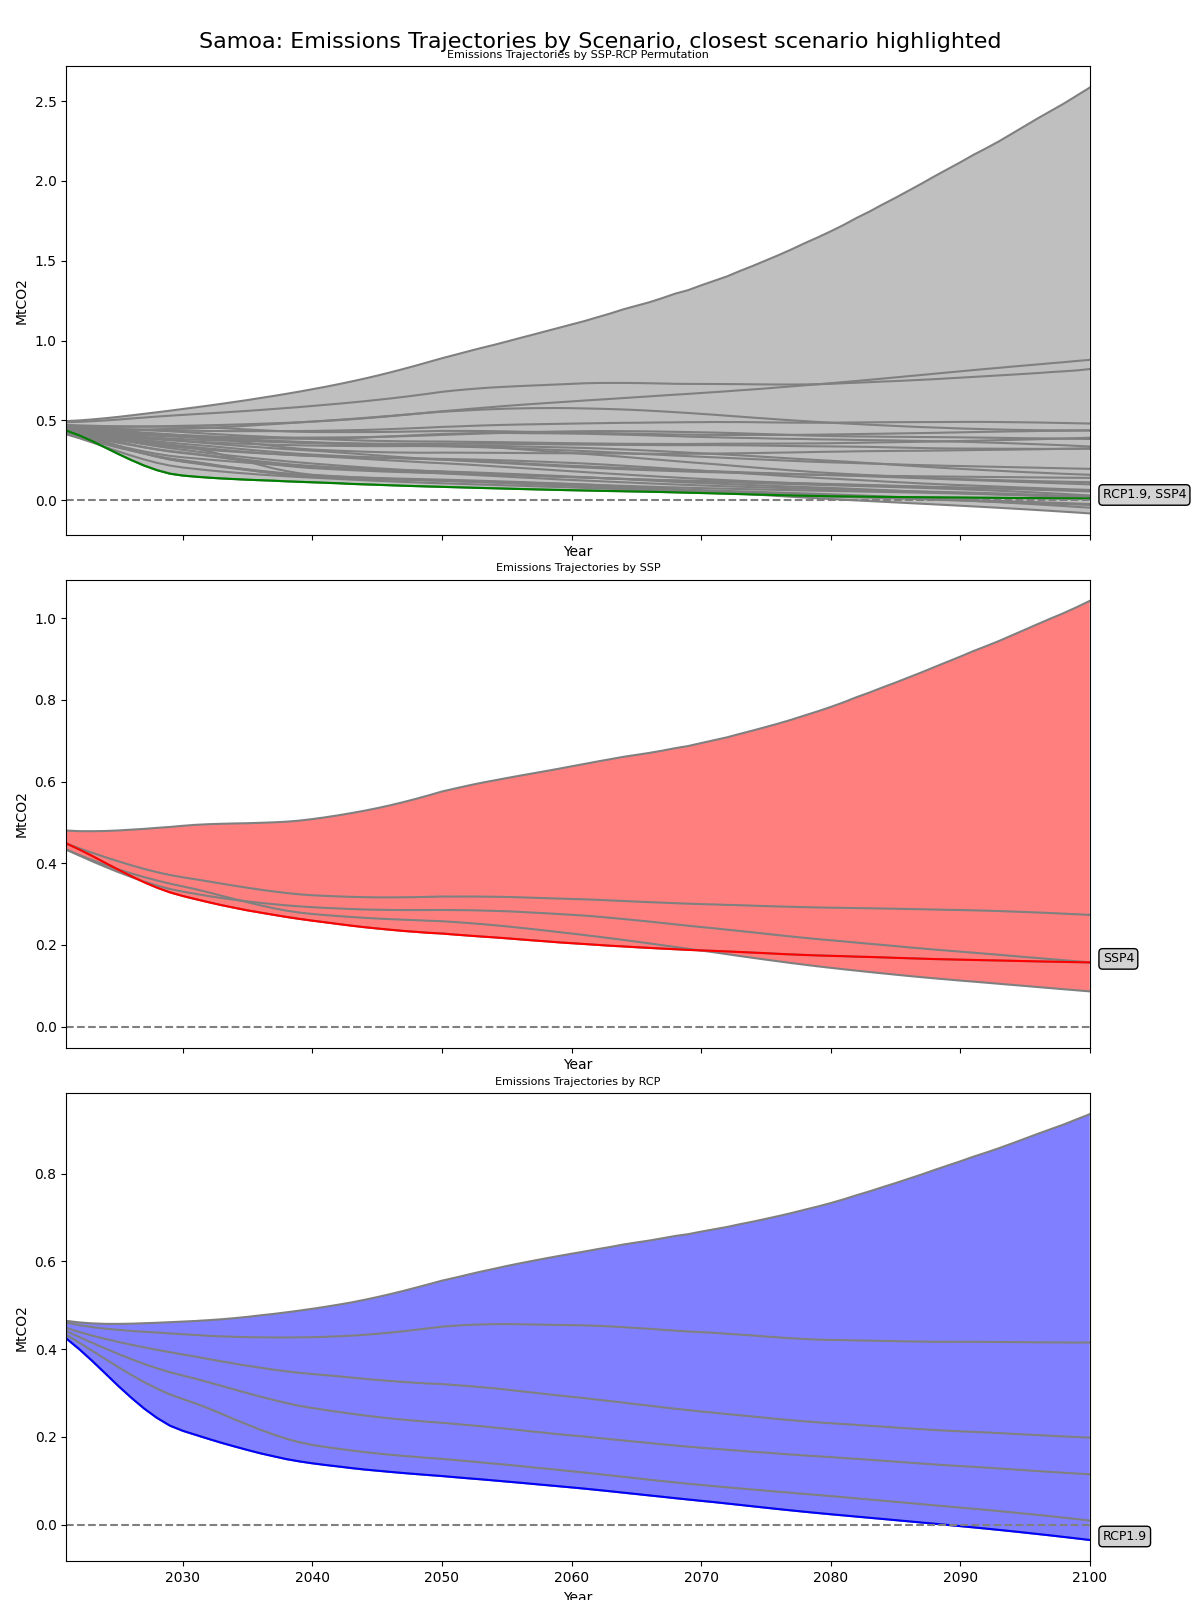 Samoa: Emissions Trajectories by Scenario, closest scenario highlighted
Emissions Trajectories by SSP-RCP Permutation
2.5
2.0
1.5
1.0
0.5
0.0
MtCO2
RCP1.9, SSP4
Year
Emissions Trajectories by SSP
1.0
0.8
0.6
0.4
0.2
0.0
MtCO2
SSP4
Year
Emissions Trajectories by RCP
0.8
0.6
0.4
0.2
0.0
MtCO2
RCP1.9
2030 2040 2050 2060 2070 2080 2090 2100
Year